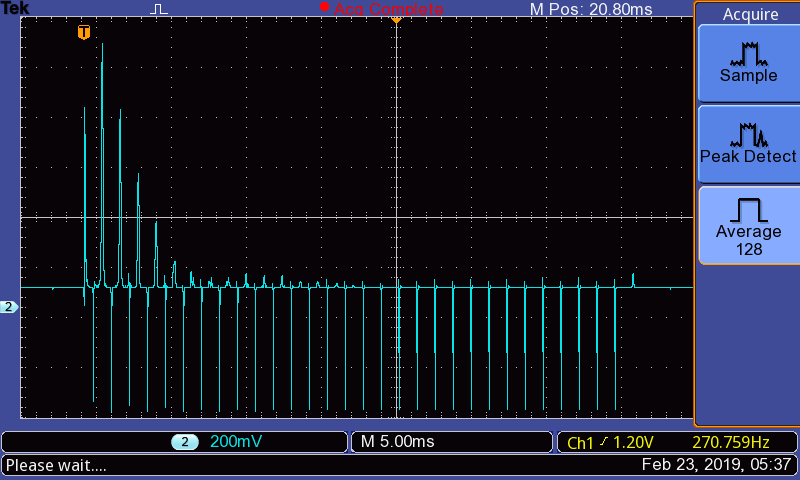 Tek
Acq Complete
M Pos: 20.80ms
Acquire
T
Sample
Peak Detect
Average
128
2
2 200mV
M 5.00ms
Ch1 1.20V 270.759Hz
Please wait....
Feb 23, 2019, 05:37